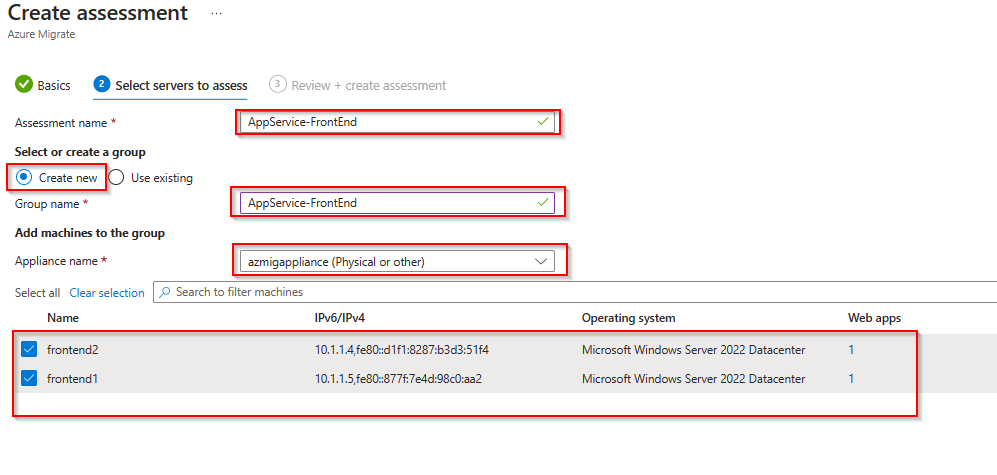 Create assessment ...
Azure Migrate
Basics 2 Select servers to assess 3 Review + create assessment
Assessment name * AppService-FrontEnd
Select or create a group
Create new Use existing
Group name * AppService-FrontEnd
Add machines to the group
Appliance name * azmigappliance (Physical or other)
Select all Clear selection Search to filter machines
Name IPv6/IPv4 Operating system Web apps
frontend2 10.1.1.4,fe80::d1f1:8287:b3d3:51f4 Microsoft Windows Server 2022 Datacenter 1
frontend1 10.1.1.5,fe80::877f:7e4d:98c0:aa2 Microsoft Windows Server 2022 Datacenter 1